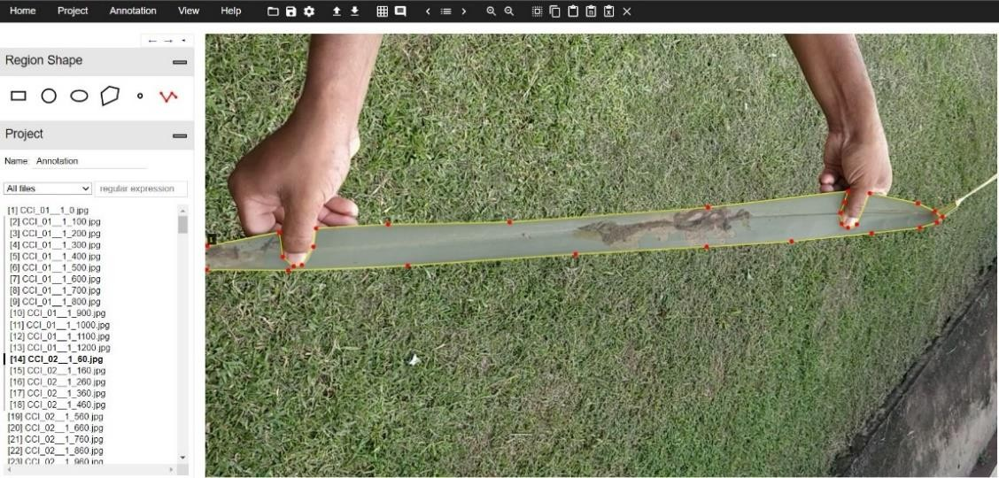 Home Project Annotation View Help
Region Shape
Project
Name: Annotation
All files regular expression
[1] CCI_01__1_0.jpg
[2] CCI_01__1_100.jpg
[3] CCI_01__1_200.jpg
[4] CCI_01__1_300.jpg
[5] CCI_01__1_400.jpg
[6] CCI_01__1_500.jpg
[7] CCI_01__1_600.jpg
[8] CCI_01__1_700.jpg
[9] CCI_01__1_800.jpg
[10] CCI_01__1_900.jpg
[11] CCI_01__1_1000.jpg
[12] CCI_01__1_1100.jpg
[13] CCI_01__1_1200.jpg
[14] CCI_02__1_60.jpg
[15] CCI_02__1_160.jpg
[16] CCI_02__1_260.jpg
[17] CCI_02__1_360.jpg
[18] CCI_02__1_460.jpg
[19] CCI_02__1_560.jpg
[20] CCI_02__1_660.jpg
[21] CCI_02__1_760.jpg
[22] CCI_02__1_860.jpg
[23] CCI_02__1_960.jpg